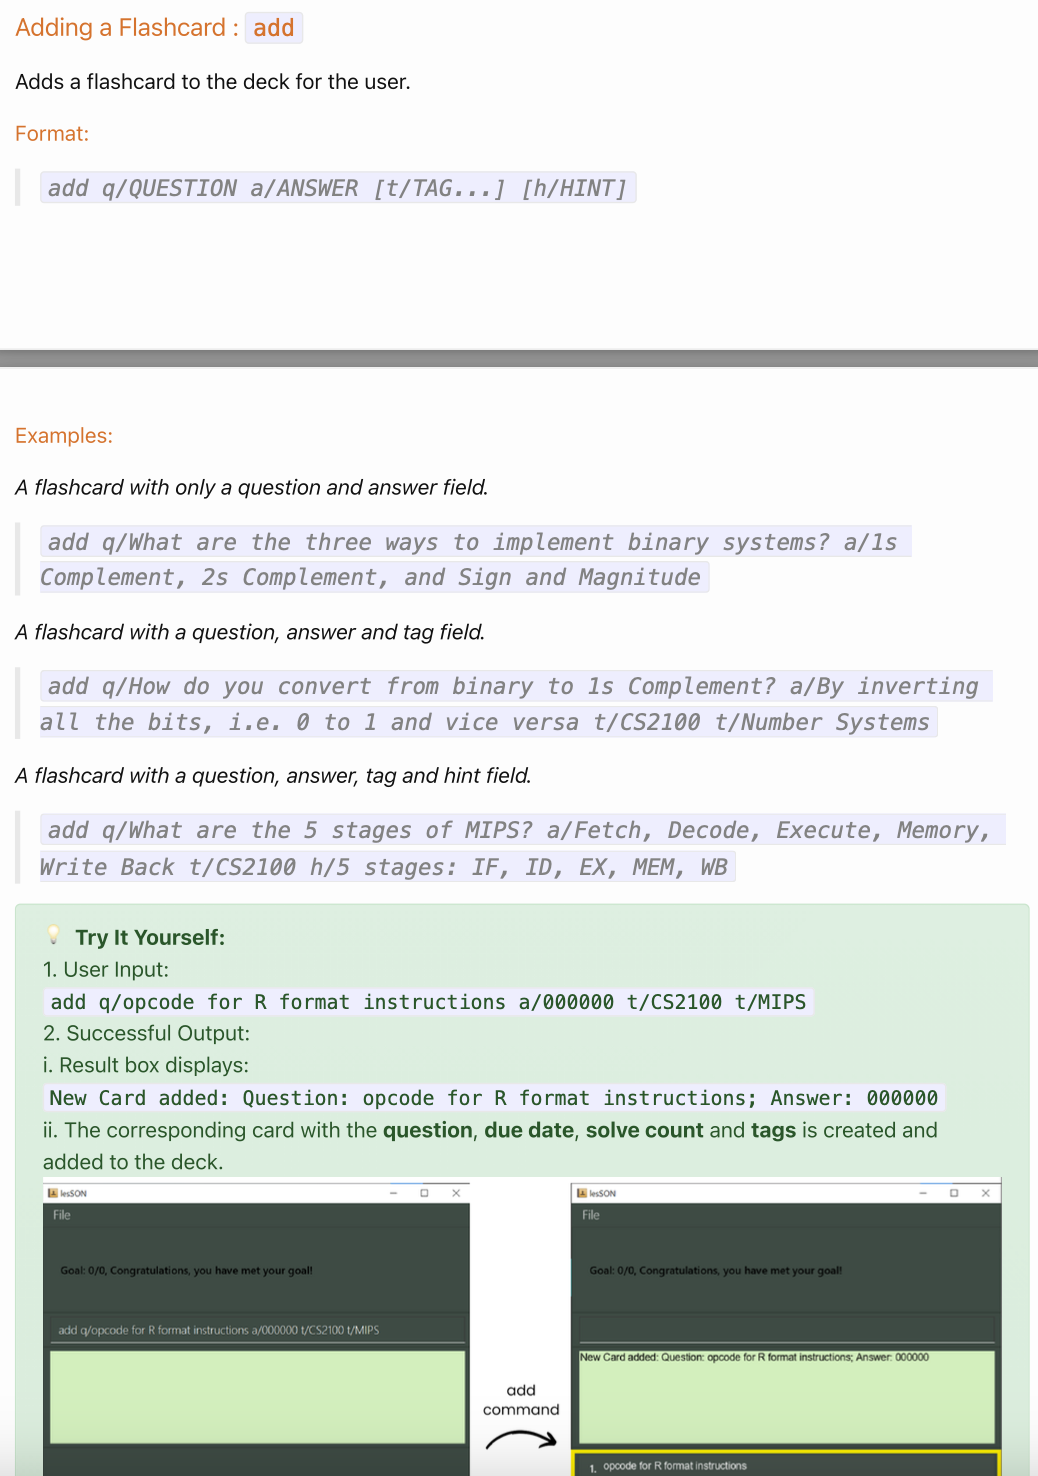 Adding a Flashcard : add
Adds a flashcard to the deck for the user.
Format:
add q/QUESTION a/ANSWER [t/TAG...] [h/HINT]
Examples:
A flashcard with only a question and answer field.
add q/What are the three ways to implement binary systems? a/1s
Complement, 2s Complement, and Sign and Magnitude
A flashcard with a question, answer and tag field.
add q/How do you convert from binary to 1s Complement? a/By inverting
all the bits, i.e. 0 to 1 and vice versa t/CS2100 t/Number Systems
A flashcard with a question, answer, tag and hint field.
add q/What are the 5 stages of MIPS? a/Fetch, Decode, Execute, Memory,
Write Back t/CS2100 h/5 stages: IF, ID, EX, MEM, WB
Try It Yourself:
1. User Input:
add q/opcode for R format instructions a/000000 t/CS2100 t/MIPS
2. Successful Output:
i. Result box displays:
New Card added: Question: opcode for R format instructions; Answer: 000000
ii. The corresponding card with the question, due date, solve count and tags is created and
added to the deck.
lesSON
File
Goal: 0/0, Congratulations, you have met your goal!
add q/opcode for R format instructions a/000000 t/CS2100 t/MIPS
add
command
lesSON
File
Goal: 0/0, Congratulations, you have met your goal!
New Card added: Question: opcode for R format instructions; Answer: 000000
1. opcode for R format instructions